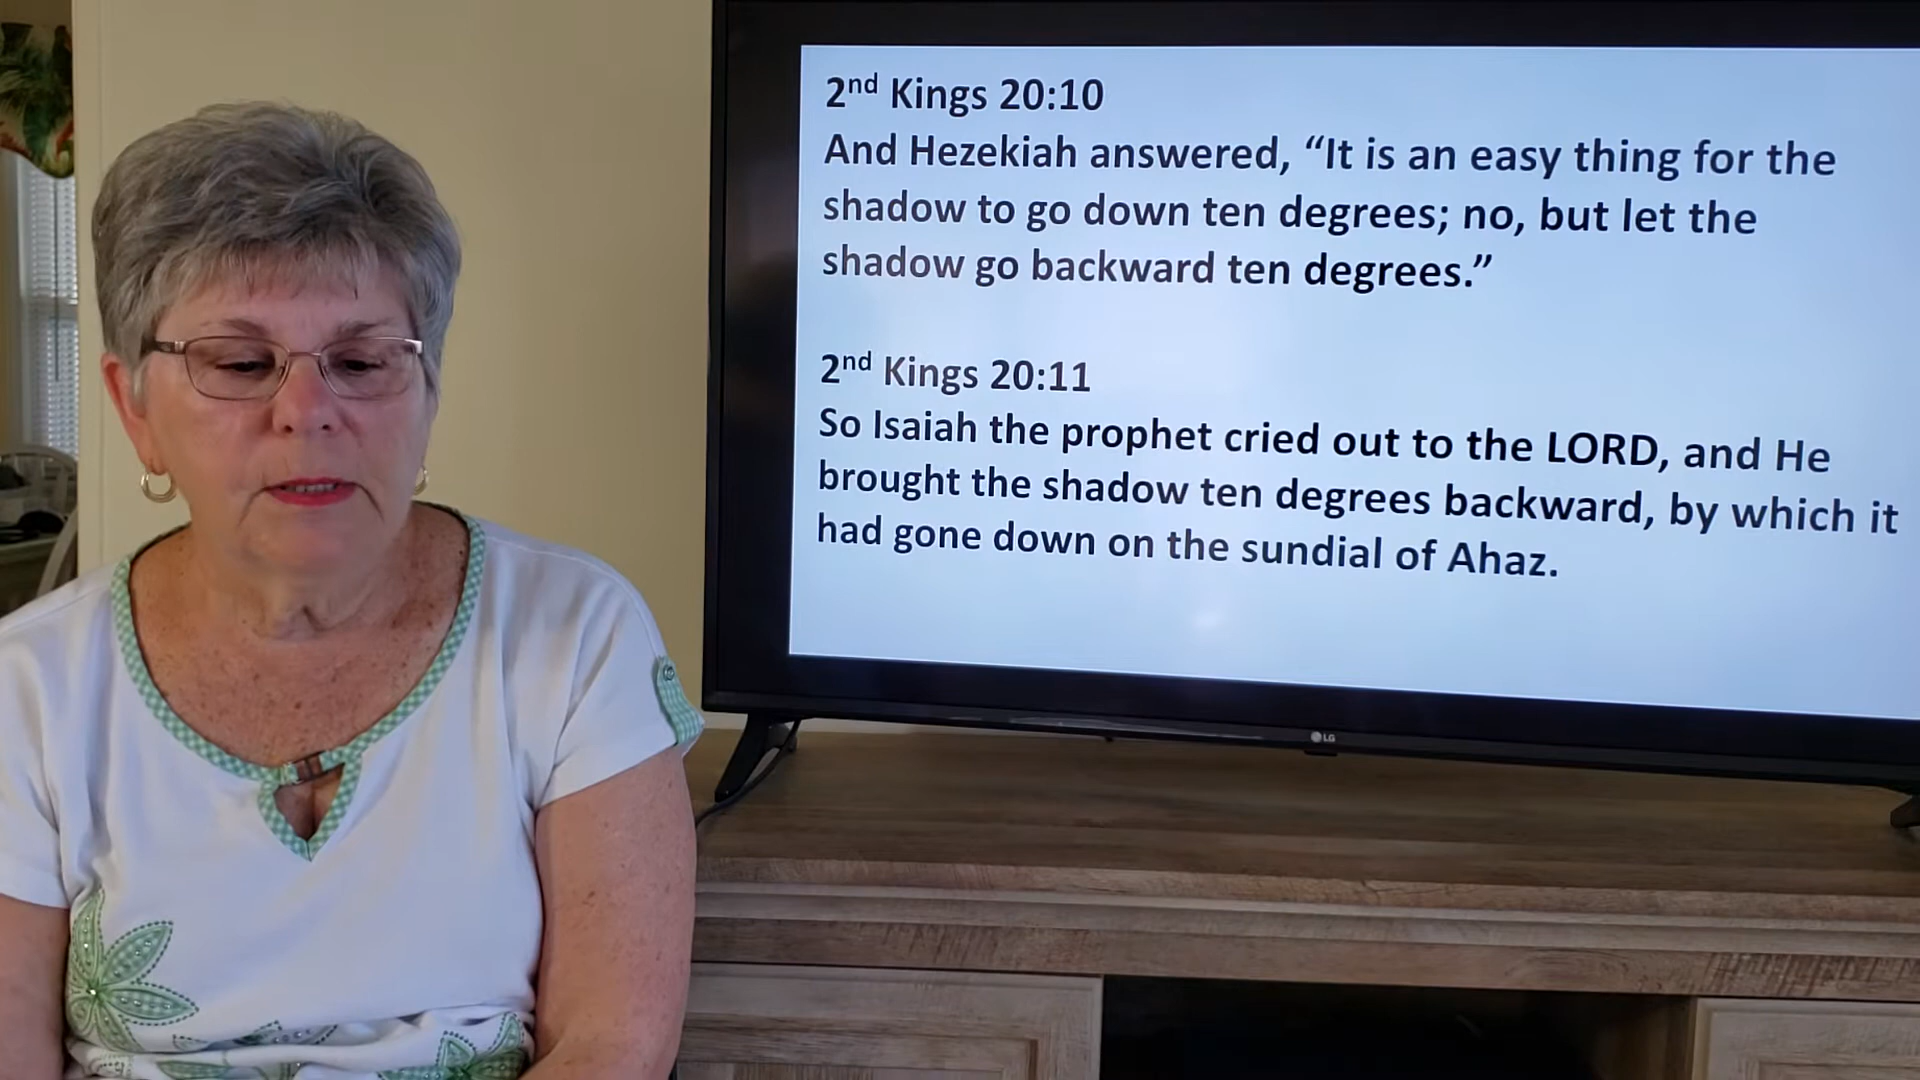 2nd Kings 20:10
And Hezekiah answered, “It is an easy thing for the
shadow to go down ten degrees; no, but let the
shadow go backward ten degrees.”
2nd Kings 20:11
So Isaiah the prophet cried out to the LORD, and He
brought the shadow ten degrees backward, by which it
had gone down on the sundial of Ahaz.
LG